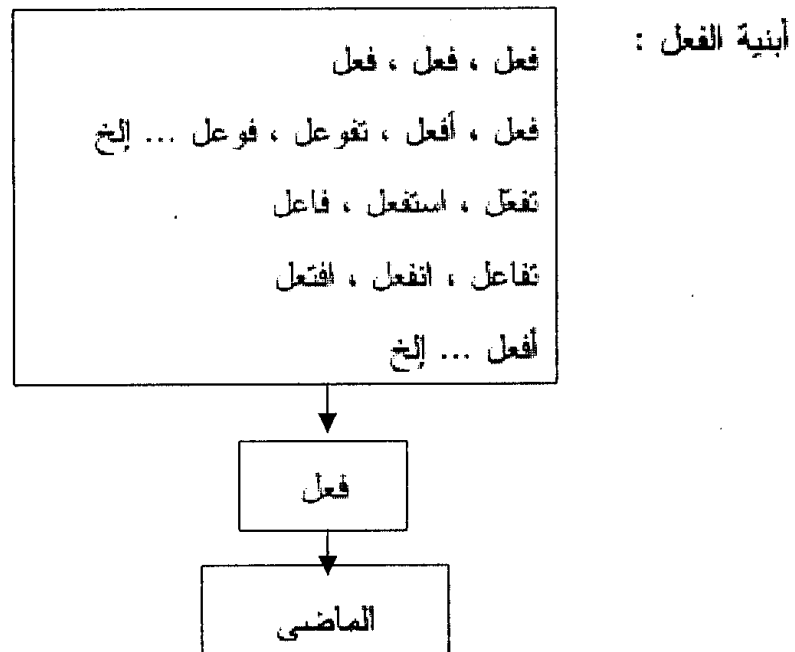 أبنية الفعل :
فعل ، فعل ، فعل
فعل ، أفعل ، تفوعل ، فوعل ... إلخ
تفعّل ، استفعل ، فاعل
تفاعل ، انفعل ، افتعل
أفعل ... إلخ
فعل
الماضى